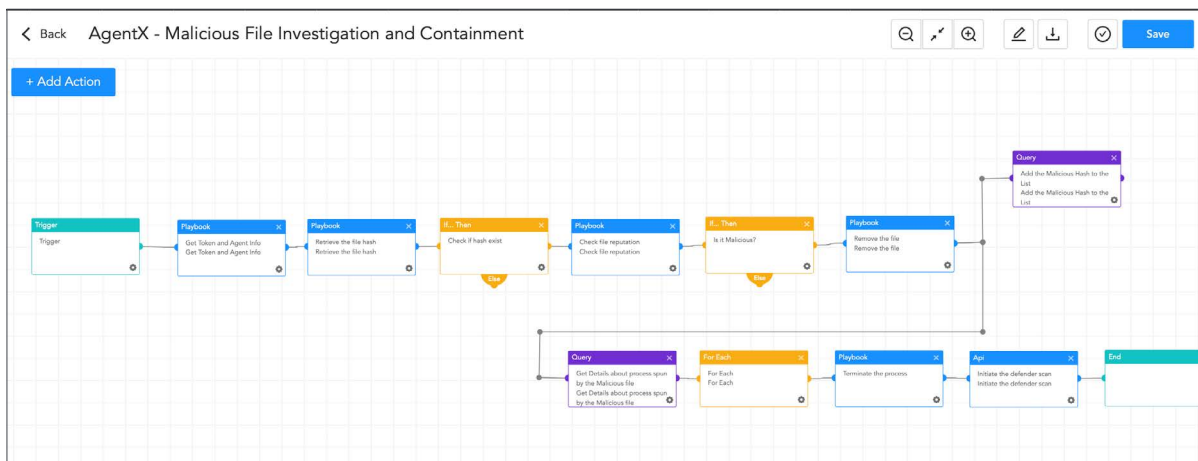 Back
AgentX - Malicious File Investigation and Containment
Save
+ Add Action
Query
Add the Malicious Hash to the
List
Add the Malicious Hash to the
List
Trigger
Trigger
Playbook
Get Token and Agent Info
Get Token and Agent Info
Playbook
Retrieve the file hash
Retrieve the file hash
If... Then
Check if hash exist
Else
Playbook
Check file reputation
Check file reputation
If... Then
Is it Malicious?
Else
Playbook
Remove the file
Remove the file
Query
Get Details about process spun
by the Malicious file
Get Details about process spun
by the Malicious file
For Each
For Each
For Each
Playbook
Terminate the process
Api
Initiate the defender scan
Initiate the defender scan
End